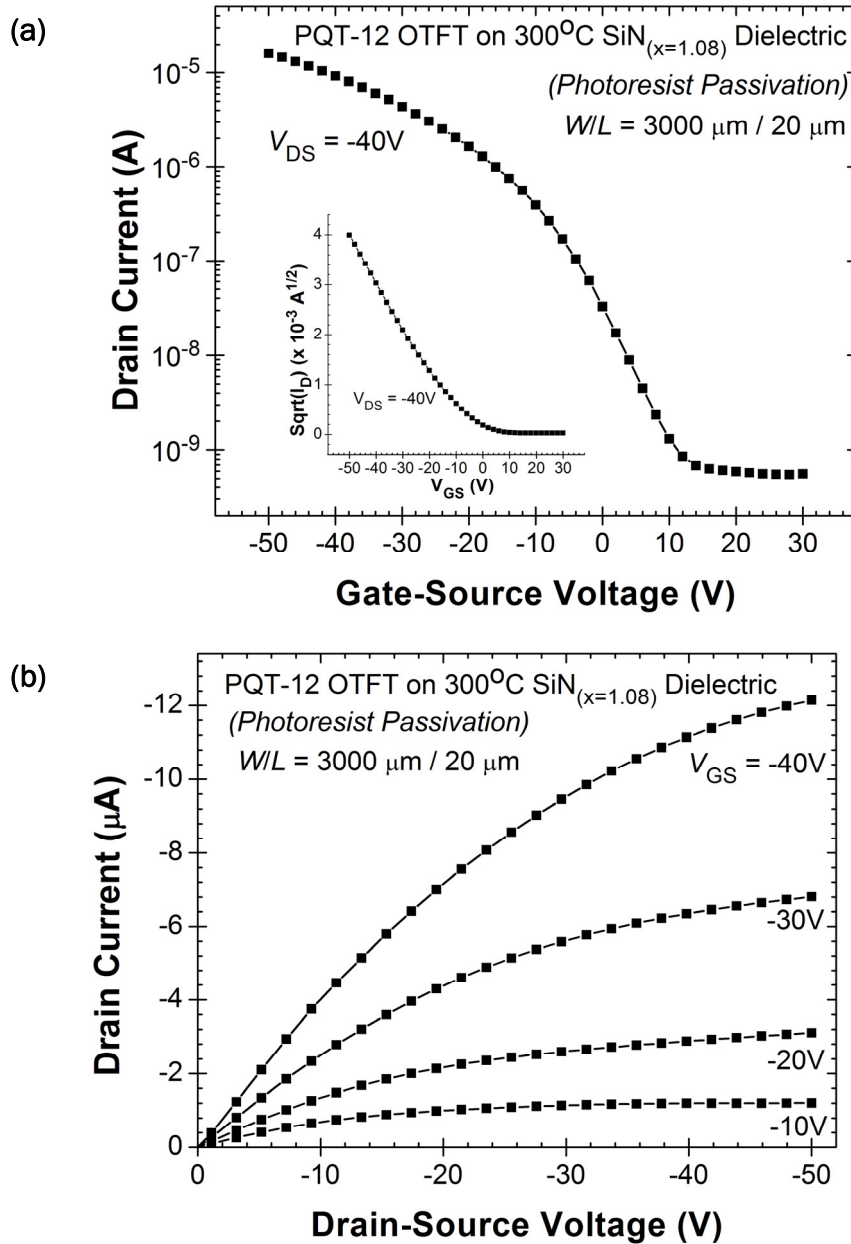 (a)
PQT-12 OTFT on 300°C SiN(x=1.08) Dielectric
(Photoresist Passivation)
W/L = 3000 μm / 20 μm
VDS = -40V
Drain Current (A)
10-5
10-6
10-7
10-8
10-9
Sqrt(ID) (x 10-3 A1/2)
4
3
2
1
0
VDS = -40V
-50 -40 -30 -20 -10 0 10 20 30
VGS (V)
-50 -40 -30 -20 -10 0 10 20 30
Gate-Source Voltage (V)
(b)
PQT-12 OTFT on 300°C SiN(x=1.08) Dielectric
(Photoresist Passivation)
W/L = 3000 μm / 20 μm
VGS = -40V
-30V
-20V
-10V
Drain Current (μA)
-12
-10
-8
-6
-4
-2
0
0 -10 -20 -30 -40 -50
Drain-Source Voltage (V)